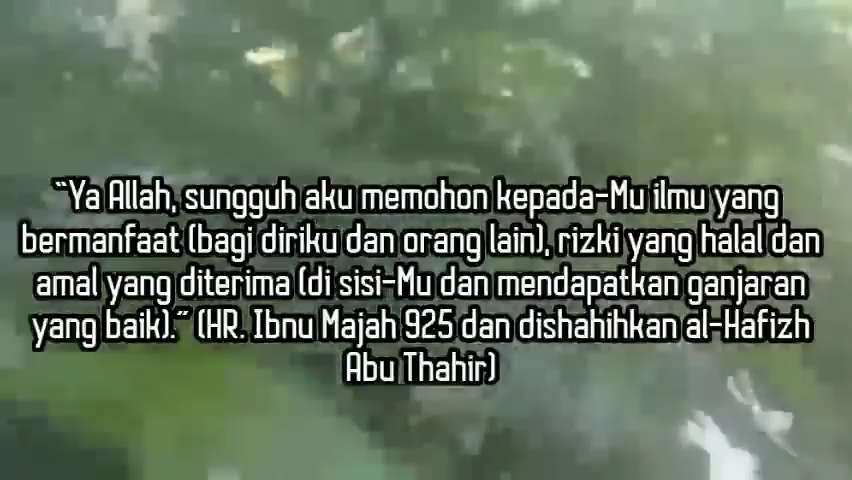 “Ya Allah, sungguh aku memohon kepada-Mu ilmu yang
bermanfaat (bagi diriku dan orang lain), rizki yang halal dan
amal yang diterima (di sisi-Mu dan mendapatkan ganjaran
yang baik).” (HR. Ibnu Majah 925 dan dishahihkan al-Hafizh
Abu Thahir)